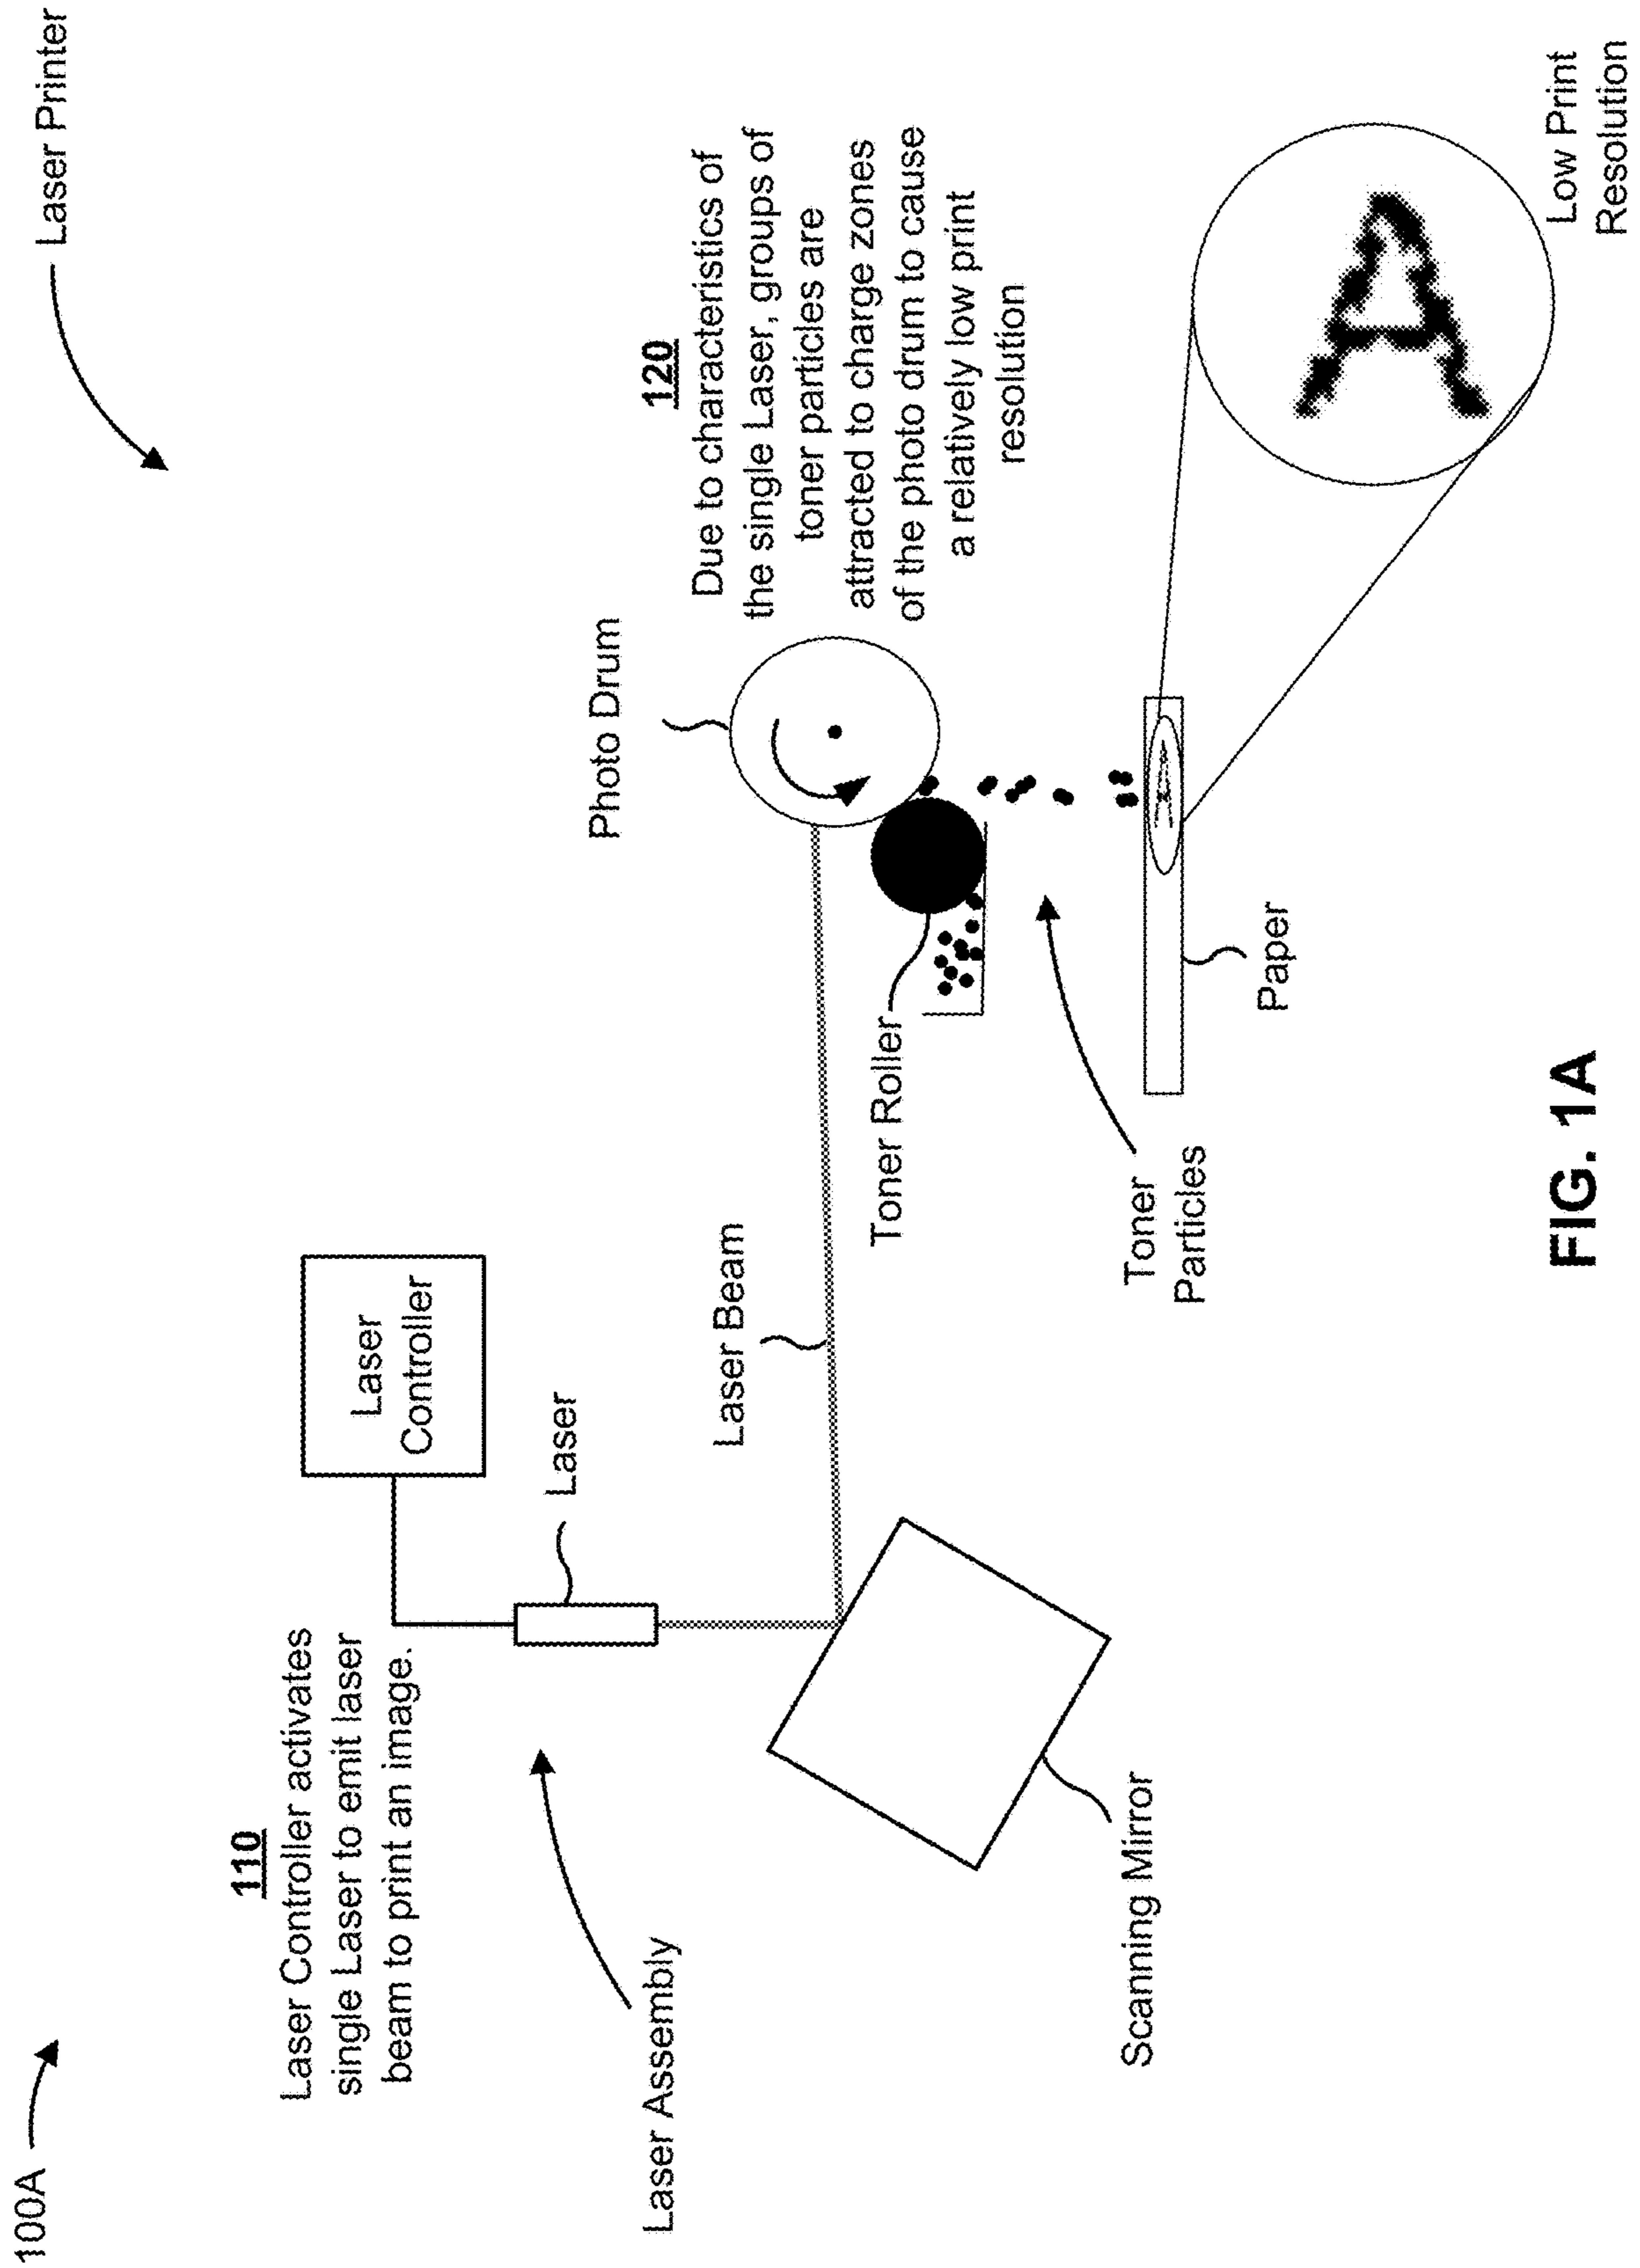 100A
Laser Printer
110
Laser Controller activates
single Laser to emit laser
beam to print an image.
Laser
Controller
Laser
Laser Assembly
Laser Beam
Scanning Mirror
Photo Drum
120
Due to characteristics of
the single Laser, groups of
toner particles are
attracted to charge zones
of the photo drum to cause
a relatively low print
resolution
Toner Roller
Toner
Particles
Paper
A
Low Print
Resolution
FIG. 1A